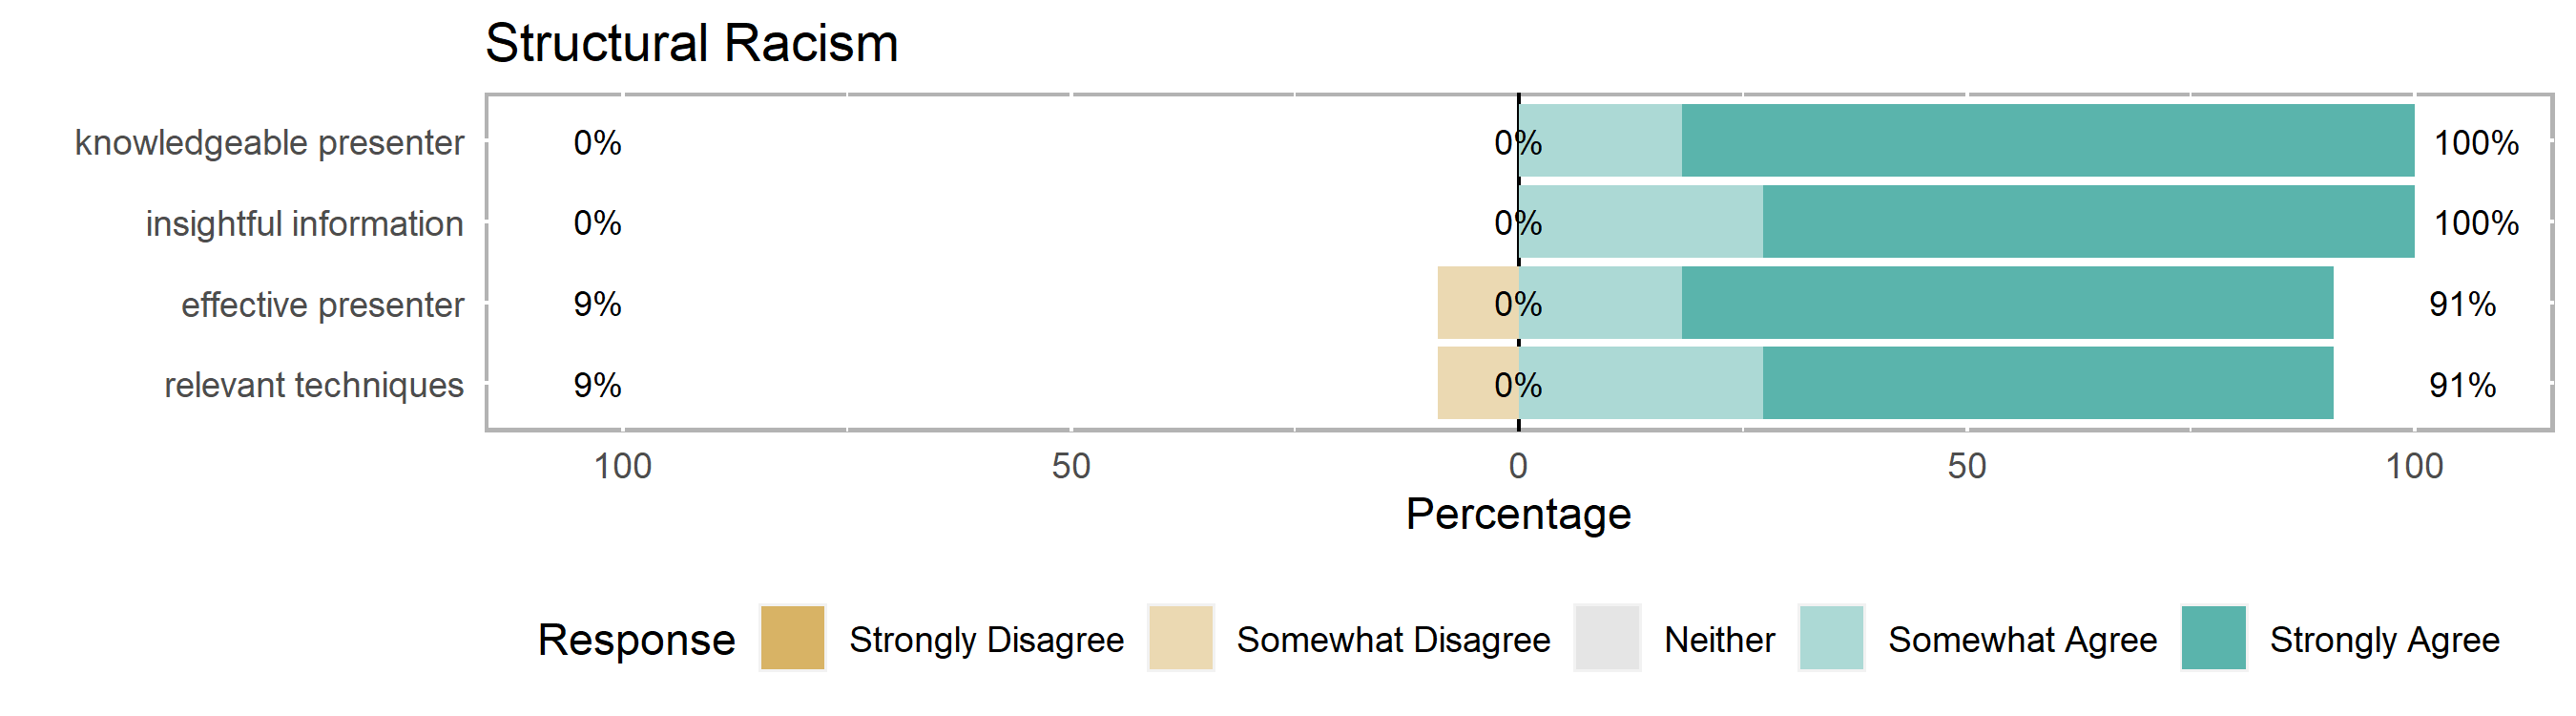 Structural Racism
knowledgeable presenter 0% 0% 100%
insightful information 0% 0% 100%
effective presenter 9% 0% 91%
relevant techniques 9% 0% 91%
100 50 0 50 100
Percentage
Response Strongly Disagree Somewhat Disagree Neither Somewhat Agree Strongly Agree